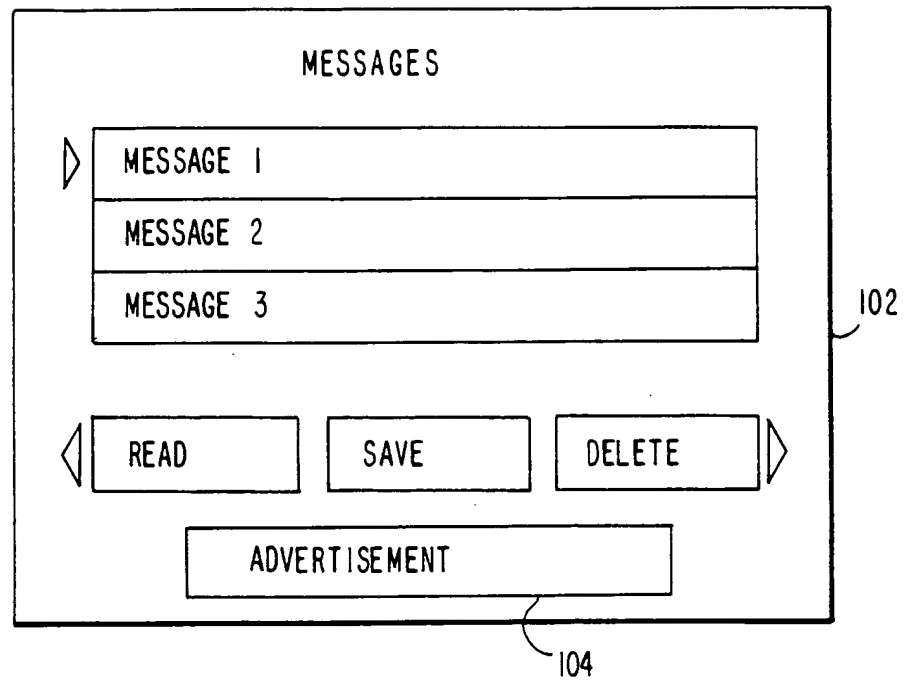 MESSAGES
MESSAGE 1
MESSAGE 2
MESSAGE 3
102
READ SAVE DELETE
ADVERTISEMENT
104